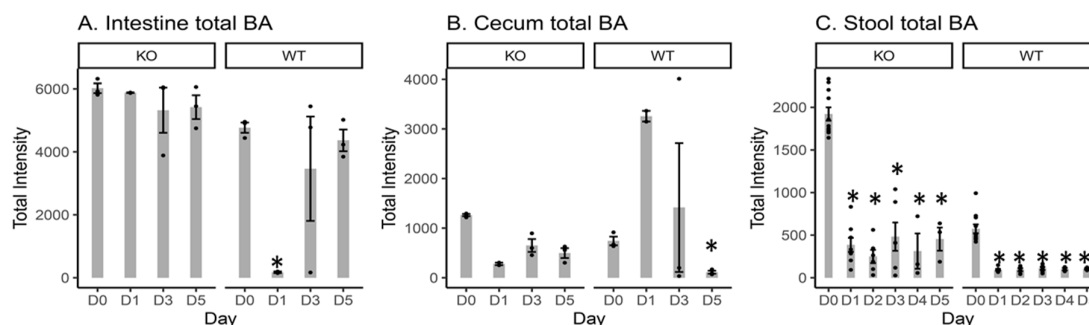 A. Intestine total BA
B. Cecum total BA
C. Stool total BA
KO
WT
KO
WT
KO
WT
Total Intensity
6000
4000
2000
0
*
D0 D1 D3 D5
D0 D1 D3 D5
Day
Total Intensity
4000
3000
2000
1000
0
*
D0 D1 D3 D5
D0 D1 D3 D5
Day
Total Intensity
2000
1500
1000
500
0
* * * * *
* * * * *
D0 D1 D2 D3 D4 D5
D0 D1 D2 D3 D4 D
Day